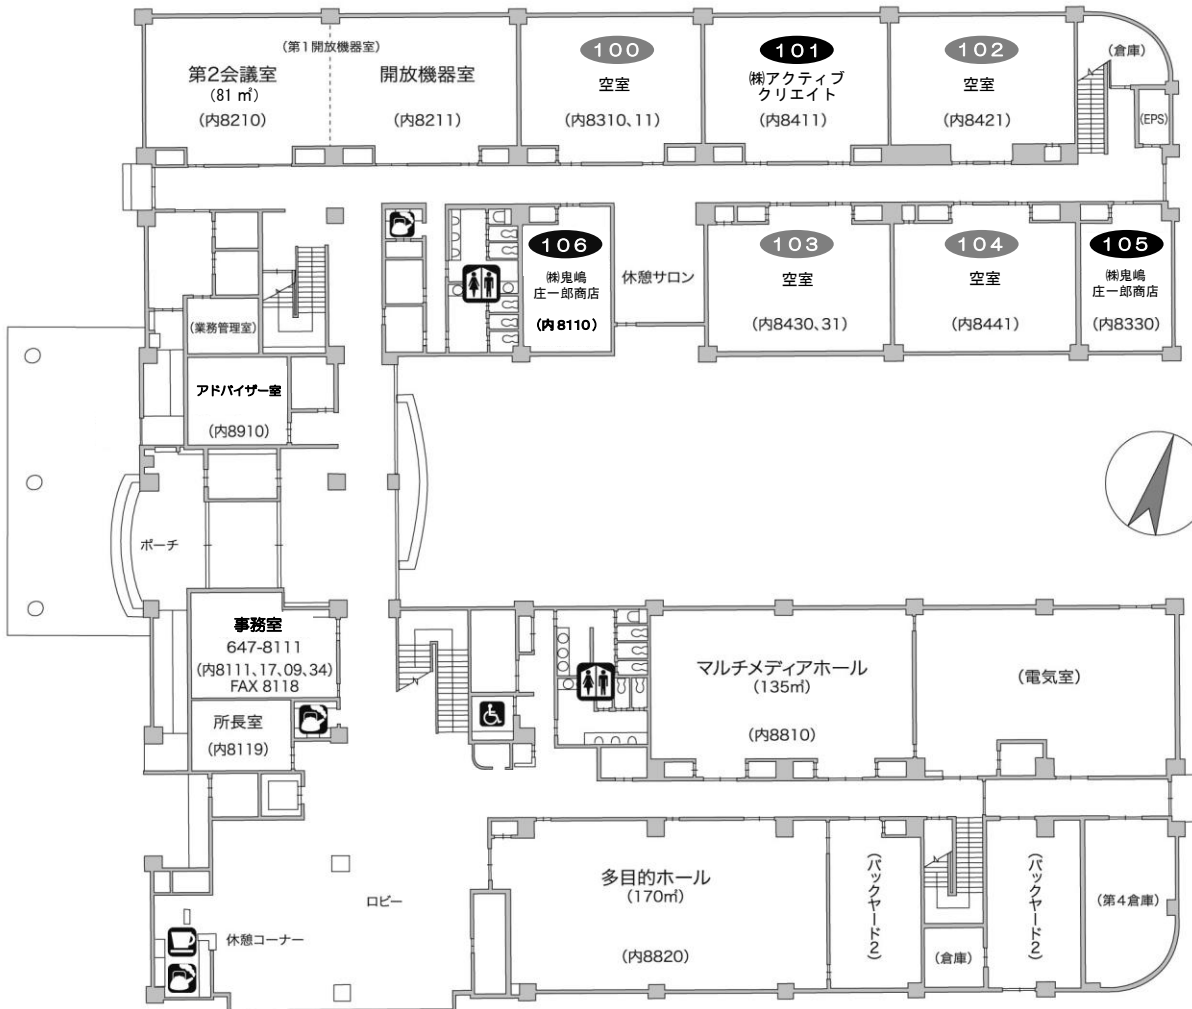 (第1開放機器室)
第2会議室
(81 ㎡)
(内8210)
開放機器室
(内8211)
100
空室
(内8310、11)
101
㈱アクティブ
クリエイト
(内8411)
102
空室
(内8421)
(倉庫)
(EPS)
106
㈱鬼嶋
庄一郎商店
(内8110)
休憩サロン
103
空室
(内8430、31)
104
空室
(内8441)
105
㈱鬼嶋
庄一郎商店
(内8330)
(業務管理室)
アドバイザー室
(内8910)
ポーチ
事務室
647-8111
(内8111、17、09、34)
FAX 8118
所長室
(内8119)
マルチメディアホール
(135㎡)
(内8810)
(電気室)
多目的ホール
(170㎡)
(内8820)
(バックヤード2)
(倉庫)
(バックヤード2)
(第4倉庫)
ロビー
休憩コーナー